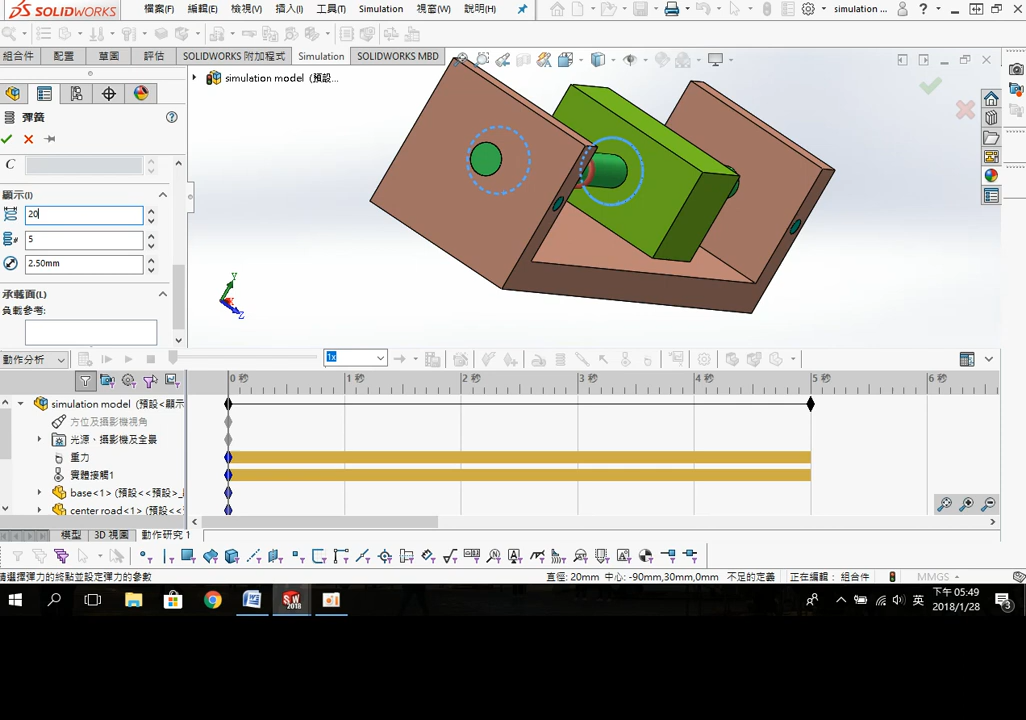 SOLIDWORKS 檔案(F) 編輯(E) 檢視(V) 插入(I) 工具(T) Simulation 視窗(W) 說明(H) simulation ... ?
組合件 配置 草圖 評估 SOLIDWORKS 附加程式 Simulation SOLIDWORKS MBD
simulation model (預設...
彈簧
C
顯示(I)
20
5
2.50mm
承載面(L)
負載參考:
Y
Z
動作分析 1x
0 秒 1 秒 2 秒 3 秒 4 秒 5 秒 6 秒
simulation model (預設<顯示
方位及攝影機視角
光源、攝影機及全景
重力
實體接觸1
base<1> (預設<<預設>_
center road<1> (預設<<
模型 3D 視圖 動作研究 1
請選擇彈力的終點並設定彈力的參數 直徑: 20mm 中心: -90mm,30mm,0mm 不足的定義 正在編輯： 組合件 MMGS
英 下午 05:49
2018/1/28
3